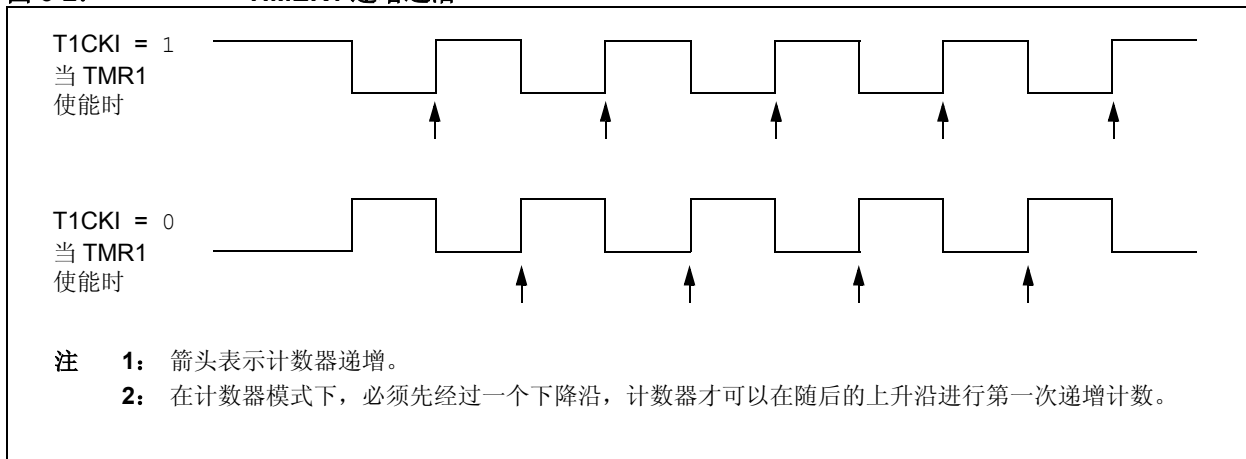 T1CKI = 1
当 TMR1
使能时
T1CKI = 0
当 TMR1
使能时
注 1： 箭头表示计数器递增。
2： 在计数器模式下，必须先经过一个下降沿，计数器才可以在随后的上升沿进行第一次递增计数。